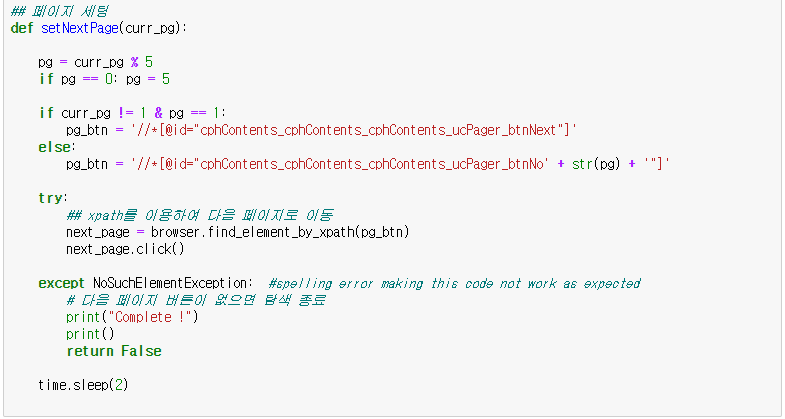 ## 페이지 세팅
def setNextPage(curr_pg):
pg = curr_pg % 5
if pg == 0: pg = 5
if curr_pg != 1 & pg == 1:
pg_btn = '//*[@id="cphContents_cphContents_cphContents_ucPager_btnNext"]'
else:
pg_btn = '//*[@id="cphContents_cphContents_cphContents_ucPager_btnNo' + str(pg) + '"]'
try:
## xpath를 이용하여 다음 페이지로 이동
next_page = browser.find_element_by_xpath(pg_btn)
next_page.click()
except NoSuchElementException:  #spelling error making this code not work as expected
# 다음 페이지 버튼이 없으면 탐색 종료
print("Complete !")
print()
return False
time.sleep(2)